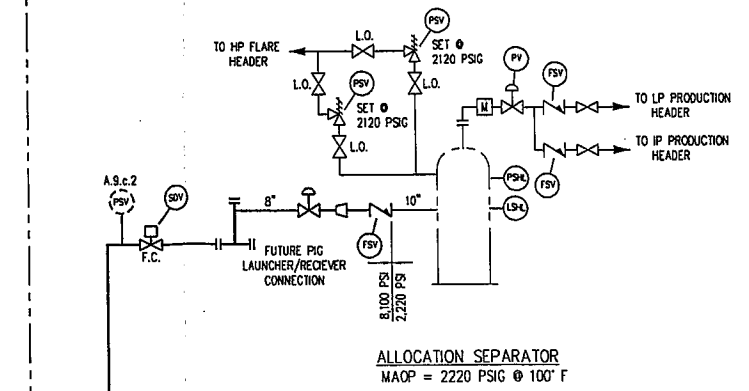 PSV
L.O.
SET @
2120 PSIG
TO HP FLARE
HEADER
L.O.
PSV
SET @
2120 PSIG
L.O.
L.O.
PV
FSV
M
TO LP PRODUCTION
HEADER
TO IP PRODUCTION
HEADER
FSV
A.9.c.2
PSV
SDV
F.C.
8"
10"
PSHL
LSHL
FSV
FUTURE PIG
LAUNCHER/RECIEVER
CONNECTION
8,100 PSI
2,220 PSI
ALLOCATION SEPARATOR
MAOP = 2220 PSIG @ 100° F